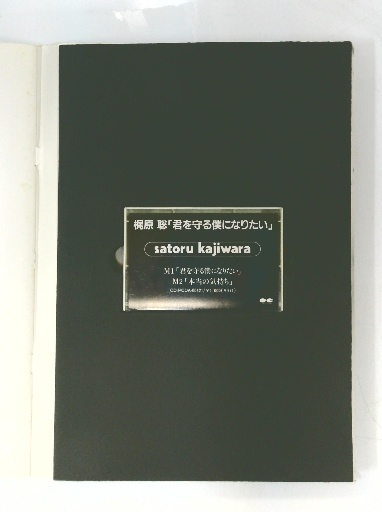 梶原 聡「君を守る僕になりたい」
satoru kajiwara
M1「君を守る僕になりたい」
M2「本当の気持ち」